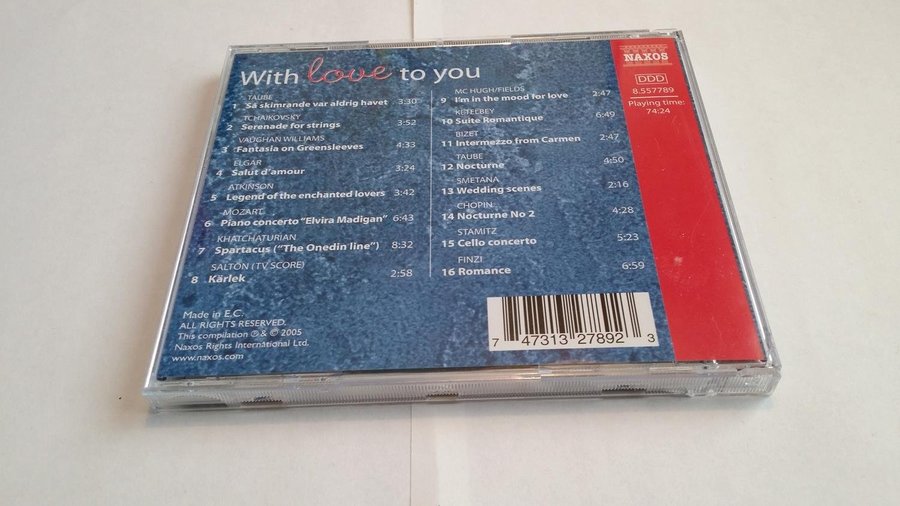 With love to you
TAUBE
1 Så skimrande var aldrig havet 3:30
TCHAIKOVSKY
2 Serenade for strings 3:52
VAUGHAN WILLIAMS
3 Fantasia on Greensleeves 4:33
ELGAR
4 Salut d'amour 3:24
ATKINSON
5 Legend of the enchanted lovers 3:42
MOZART
6 Piano concerto "Elvira Madigan" 6:43
KHATCHATURIAN
7 Spartacus ("The Onedin line") 8:32
SALTÖN (TV SCORE)
8 Kärlek 2:58
MC HUGH/FIELDS
9 I'm in the mood for love 2:47
KETELBEY
10 Suite Romantique 6:49
BIZET
11 Intermezzo from Carmen 2:47
TAUBE
12 Nocturne 4:50
SMETANA
13 Wedding scenes 2:16
CHOPIN
14 Nocturne No 2 4:28
STAMITZ
15 Cello concerto 5:23
FINZI
16 Romance 6:59
NAXOS
DDD
8.557789
Playing time:
74:24
Made in E.C.
ALL RIGHTS RESERVED.
This compilation ℗ & © 2005
Naxos Rights International Ltd.
www.naxos.com
7 47313 27892 3